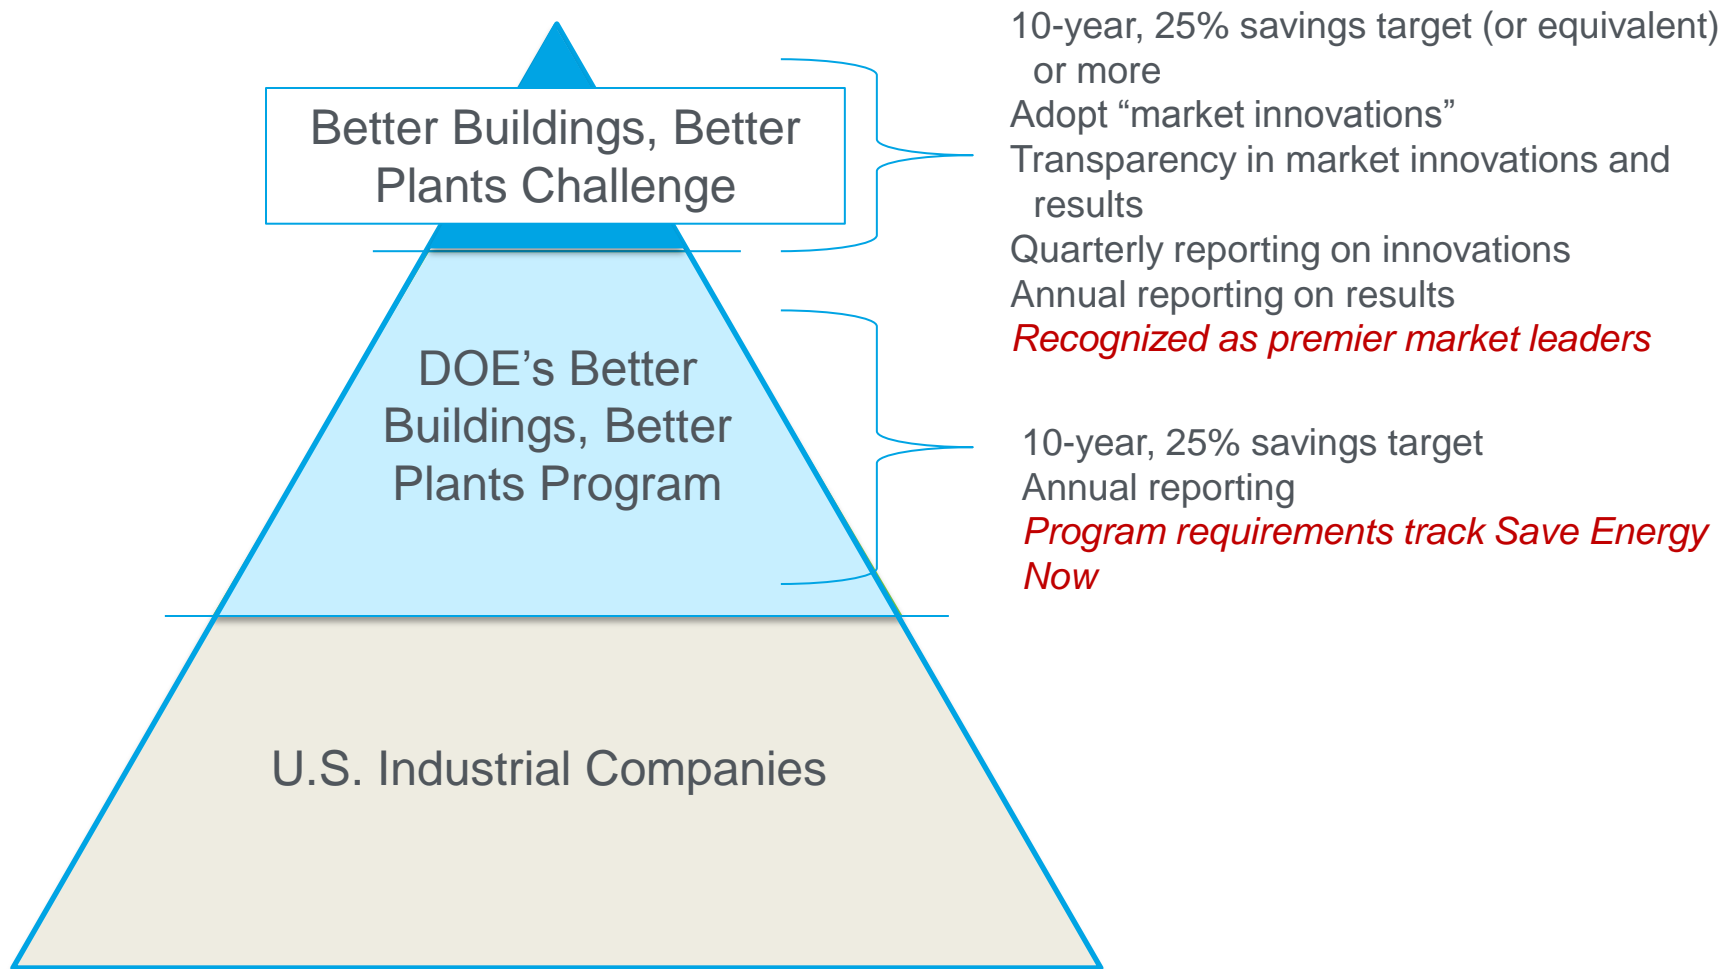 Better Buildings, Better
Plants Challenge
10-year, 25% savings target (or equivalent)
or more
Adopt “market innovations”
Transparency in market innovations and
results
Quarterly reporting on innovations
Annual reporting on results
Recognized as premier market leaders
DOE’s Better
Buildings, Better
Plants Program
10-year, 25% savings target
Annual reporting
Program requirements track Save Energy
Now
U.S. Industrial Companies